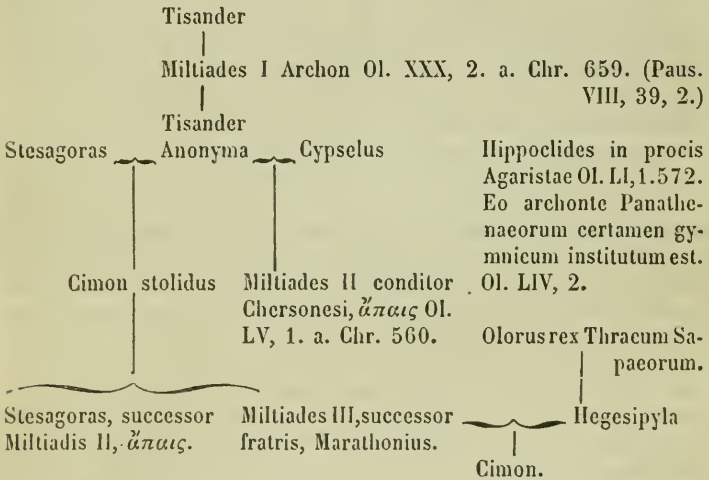 Tisander
Miltiades I Archon Ol. XXX, 2. a. Chr. 659. (Paus.
VIII, 39, 2.)
Tisander
Stesagoras Anonyma Cypselus
Hippoclides in procis
Agaristae Ol. LI, 1. 572.
Eo archonte Panathe-
naeorum certamen gy-
mnicum institutum est.
Ol. LIV, 2.
Cimon stolidus
Miltiades II conditor
Chersonesi, ἄπαις Ol.
LV, 1. a. Chr. 560.
Olorus rex Thracum Sa-
paeorum.
Stesagoras, successor
Miltiadis II, ἄπαις.
Miltiades III, successor
fratris, Marathonius.
Hegesipyla
Cimon.